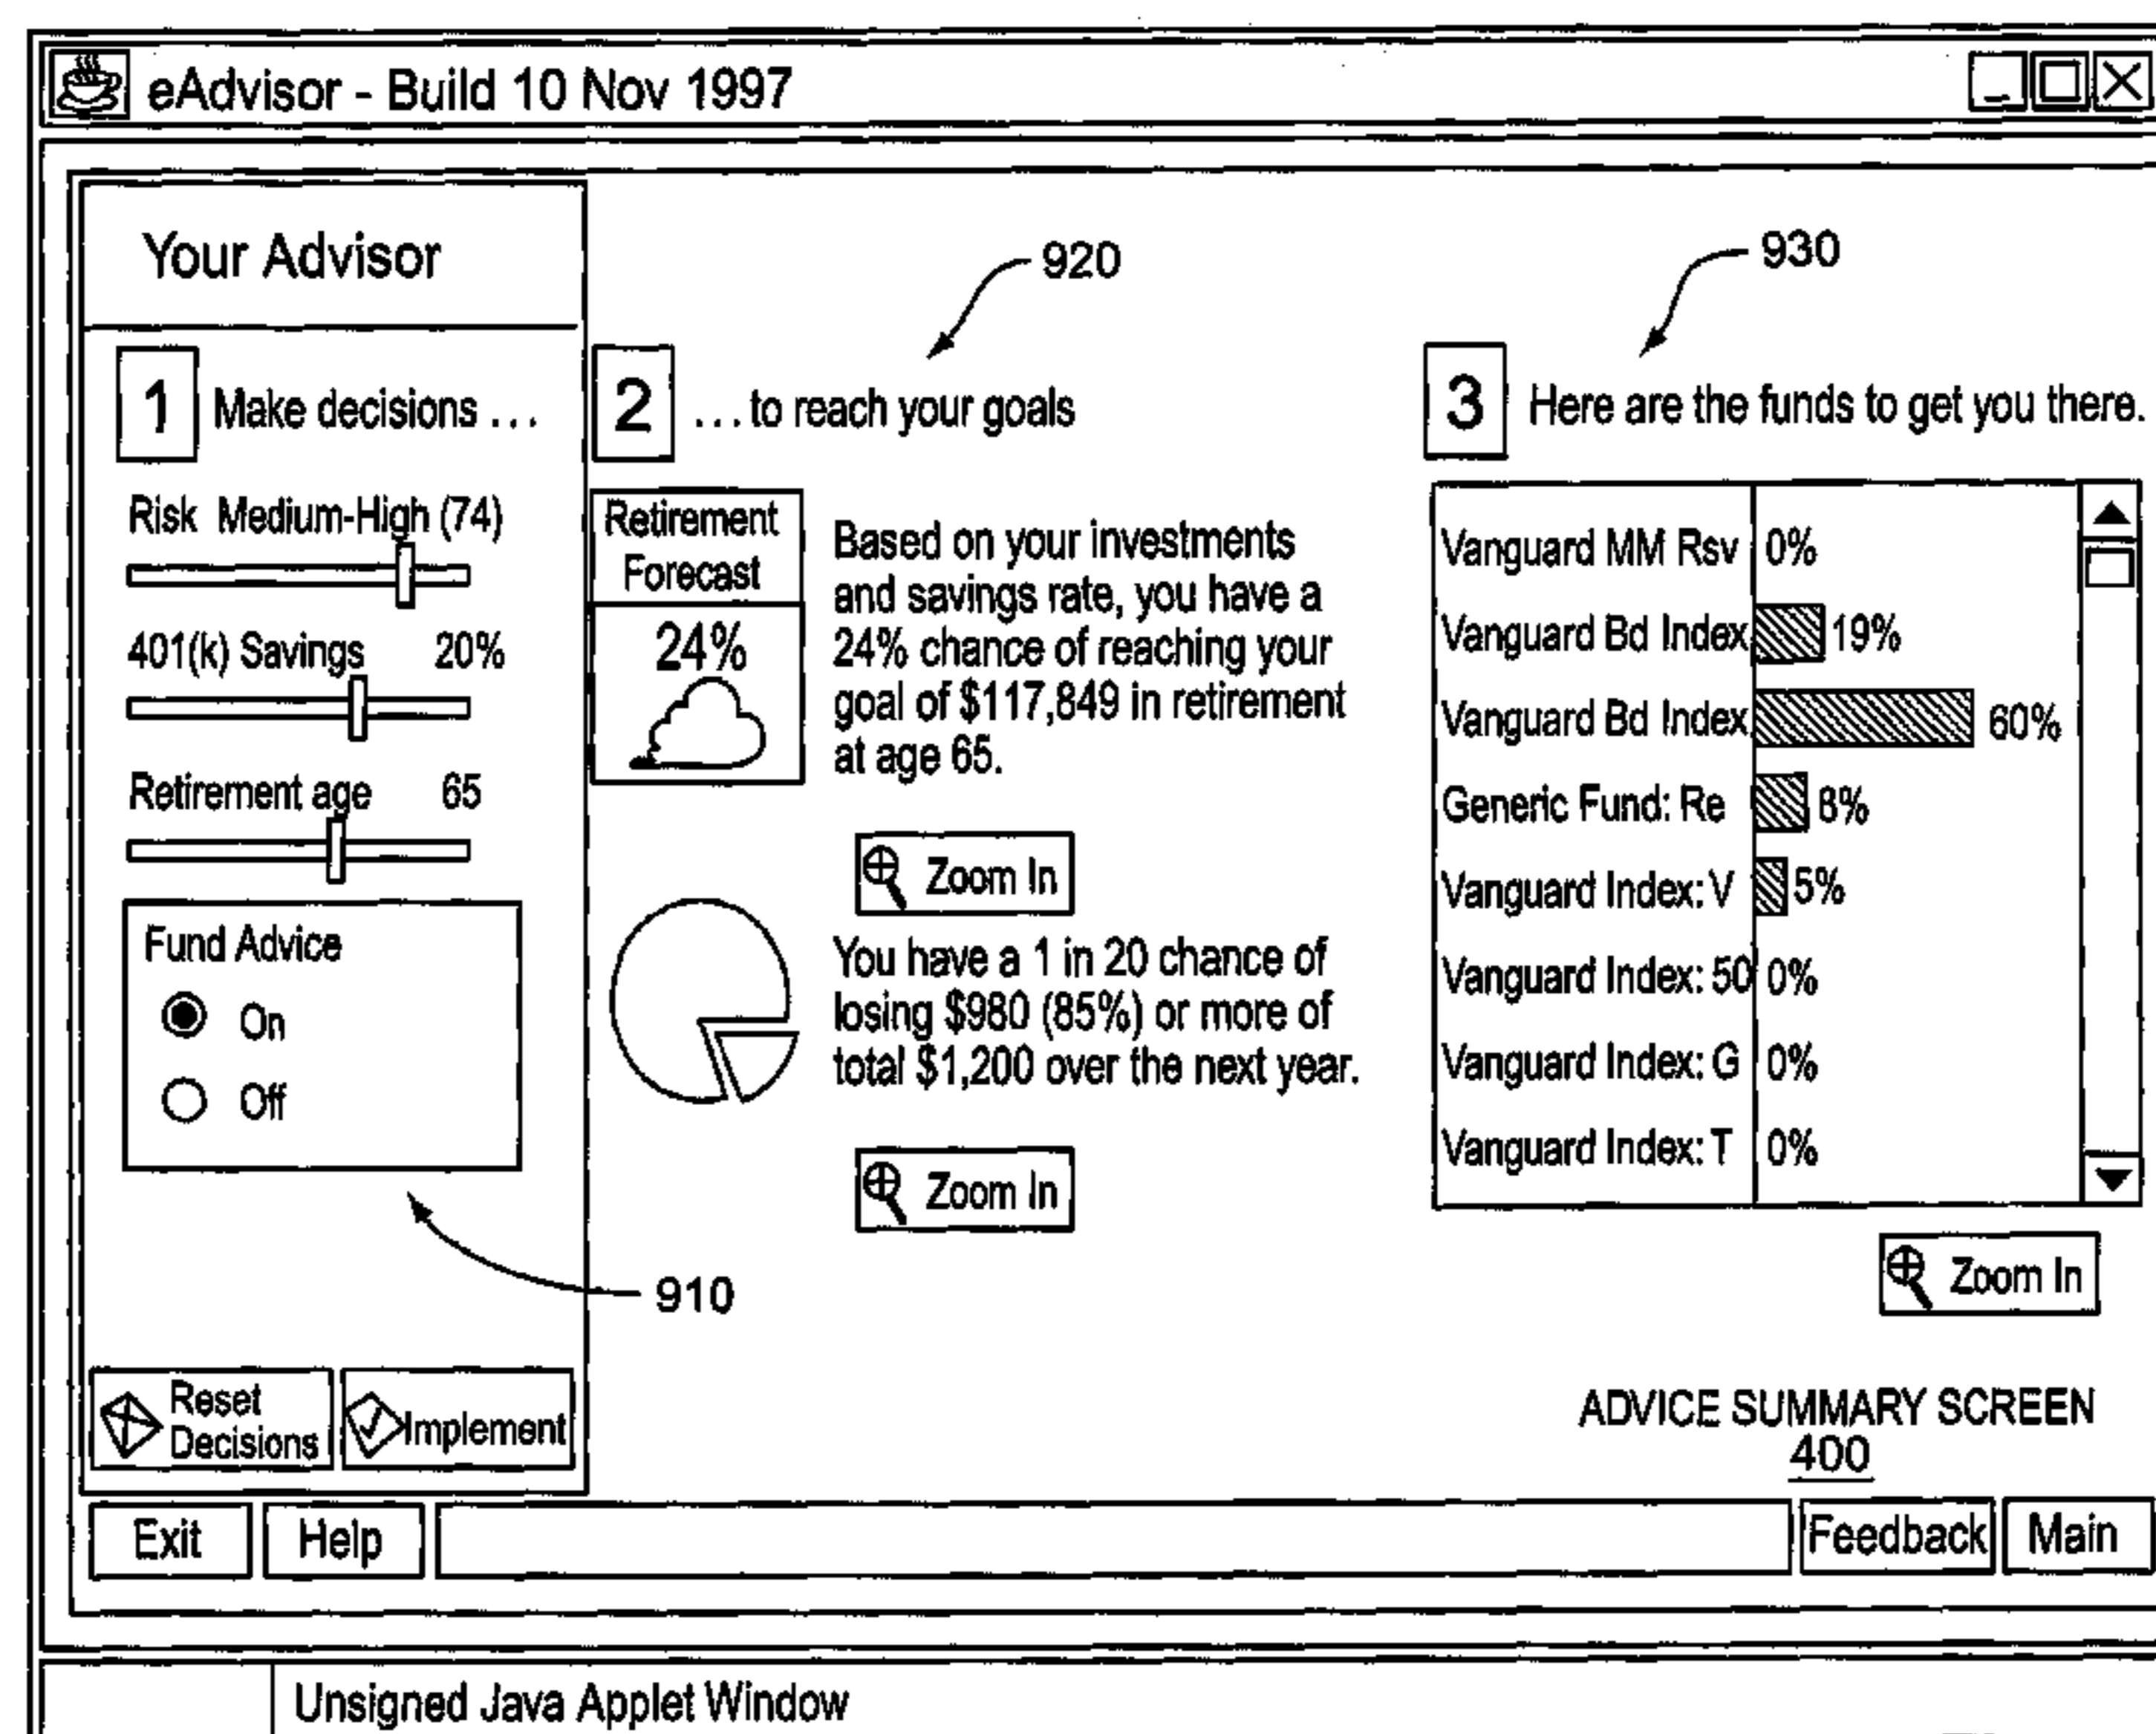 eAdvisor - Build 10 Nov 1997
Your Advisor
920
930
1 Make decisions ...
2 ... to reach your goals
3 Here are the funds to get you there.
Risk Medium-High (74)
401(k) Savings 20%
Retirement age 65
Fund Advice
On
Off
910
Reset
Decisions
Implement
Retirement
Forecast
24%
Based on your investments
and savings rate, you have a
24% chance of reaching your
goal of $117,849 in retirement
at age 65.
Zoom In
You have a 1 in 20 chance of
losing $980 (85%) or more of
total $1,200 over the next year.
Zoom In
Vanguard MM Rsv 0%
Vanguard Bd Index 19%
Vanguard Bd Index 60%
Generic Fund: Re 8%
Vanguard Index: V 5%
Vanguard Index: 50 0%
Vanguard Index: G 0%
Vanguard Index: T 0%
Zoom In
ADVICE SUMMARY SCREEN
400
Exit Help Feedback Main
Unsigned Java Applet Window